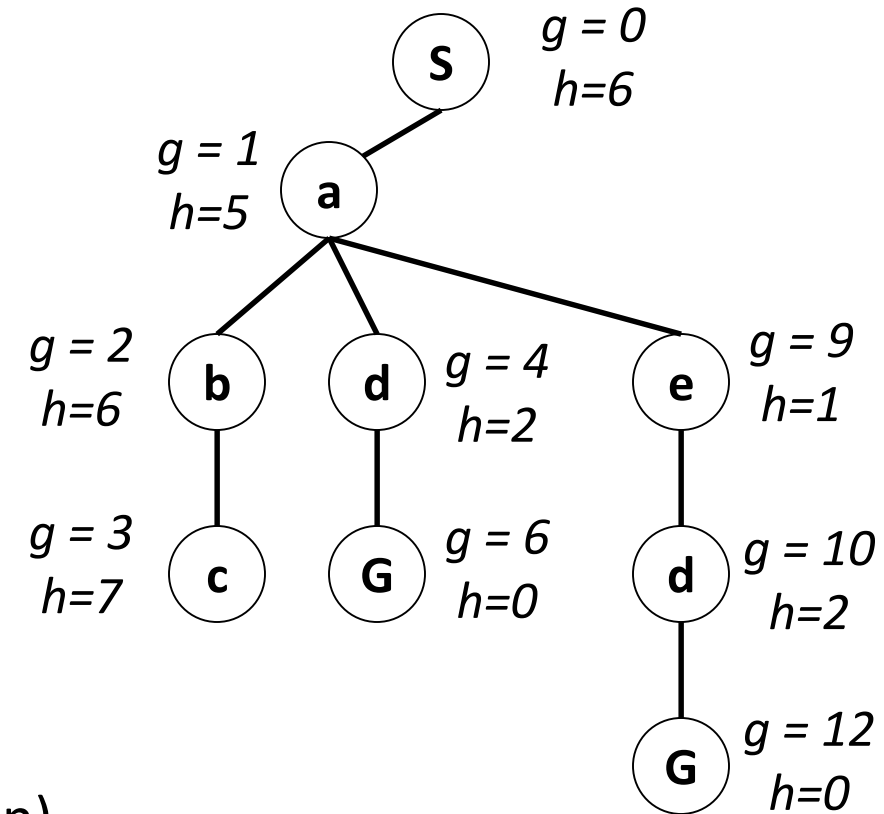 S
g = 0
h=6
g = 1
h=5
a
g = 2
h=6
b
d
g = 4
h=2
e
g = 9
h=1
g = 3
h=7
c
G
g = 6
h=0
d
g = 10
h=2
G
g = 12
h=0
n)